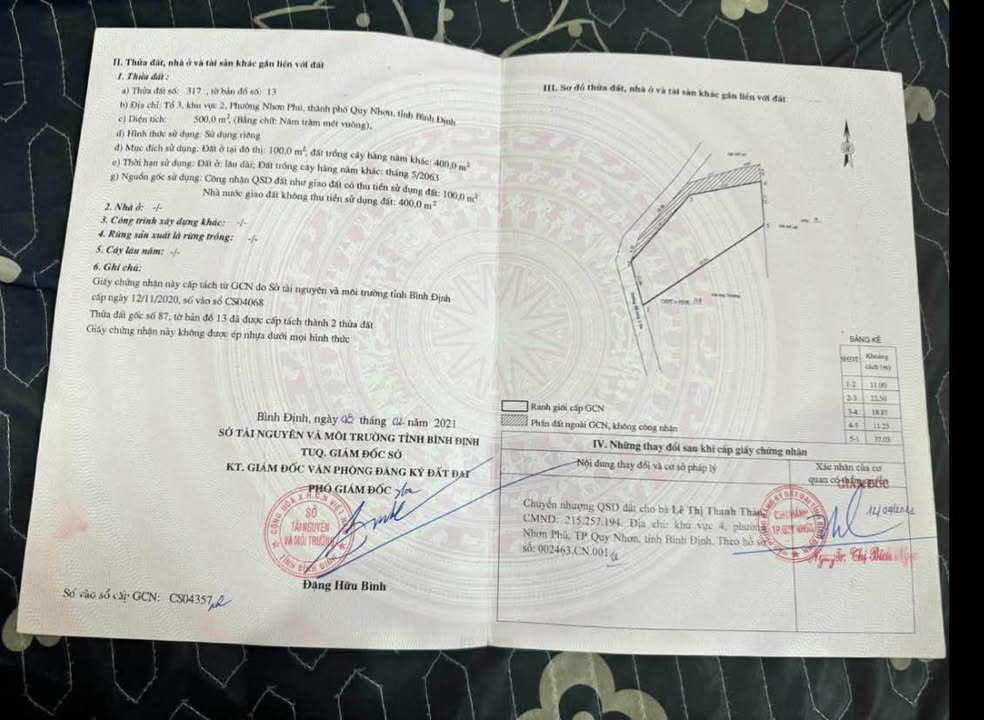 II. Thửa đất, nhà ở và tài sản khác gắn liền với đất
1. Thửa đất :
a) Thửa đất số: 317 , tờ bản đồ số: 13
b) Địa chỉ: Tổ 3, khu vực 2, Phường Nhơn Phú, thành phố Quy Nhơn, tỉnh Bình Định
c) Diện tích: 500,0 m², (Bằng chữ: Năm trăm mét vuông),
d) Hình thức sử dụng: Sử dụng riêng
đ) Mục đích sử dụng: Đất ở tại đô thị: 100,0 m², đất trồng cây hàng năm khác: 400,0 m²
e) Thời hạn sử dụng: Đất ở: lâu dài; Đất trồng cây hàng năm khác: tháng 5/2063
g) Nguồn gốc sử dụng: Công nhận QSD đất như giao đất có thu tiền sử dụng đất: 100,0 m²
Nhà nước giao đất không thu tiền sử dụng đất: 400,0 m²
2. Nhà ở: -/-
3. Công trình xây dựng khác: -/-
4. Rừng sản xuất là rừng trồng: -/-
5. Cây lâu năm: -/-
6. Ghi chú:
Giấy chứng nhận này cấp tách từ GCN do Sở tài nguyên và môi trường tỉnh Bình Định
cấp ngày 12/11/2020, số vào sổ CS04068
Thửa đất gốc số 87, tờ bản đồ 13 đã được cấp tách thành 2 thửa đất
Giấy chứng nhận này không được ép nhựa dưới mọi hình thức
Bình Định, ngày tháng năm 2021
SỞ TÀI NGUYÊN VÀ MÔI TRƯỜNG TỈNH BÌNH ĐỊNH
TUQ. GIÁM ĐỐC SỞ
KT. GIÁM ĐỐC VĂN PHÒNG ĐĂNG KÝ ĐẤT ĐAI
PHÓ GIÁM ĐỐC
SỞ
TÀI NGUYÊN
VÀ MÔI TRƯỜNG
TỈNH BÌNH ĐỊNH
Đặng Hữu Bình
Số vào sổ cấp GCN: CS04357
III. Sơ đồ thửa đất, nhà ở và tài sản khác gắn liền với đất
BẢNG KÊ
SHĐT Khoảng
cách (m)
1-2 11.00
2-3 22.50
3-4 18.87
4-5 11.25
5-1 37.03
Ranh giới cấp GCN
Phần đất ngoài GCN, không công nhận
IV. Những thay đổi sau khi cấp giấy chứng nhận
Nội dung thay đổi và cơ sở pháp lý
Xác nhận của cơ
quan có
Chuyển nhượng QSD đất cho bà Lê Thị Thanh
CMND: 215.257.194. Địa chỉ: khu vực 4, phường
Nhơn Phú, TP Quy Nhơn, tỉnh Bình Định. Theo hồ sơ
số: 002463.CN.001
CHI NHÁNH
TP QUY NHƠN